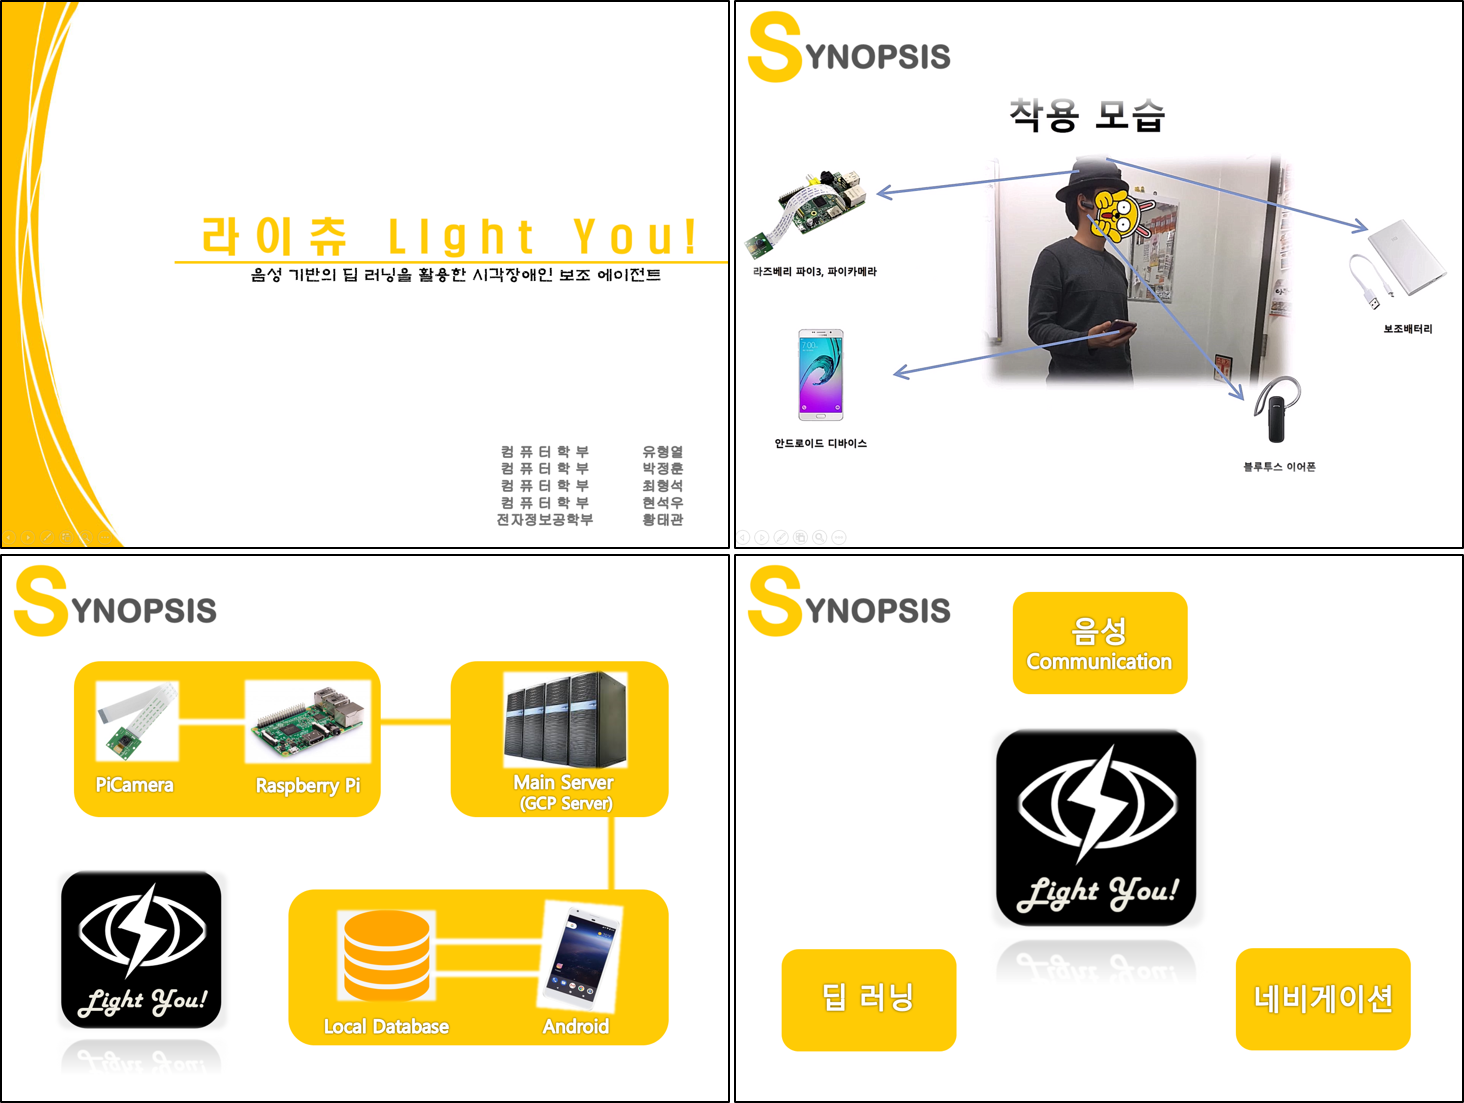 라이츄 LIght You!
음성 기반의 딥 러닝을 활용한 시각장애인 보조 에이전트
컴 퓨 터 학 부 유형열
컴 퓨 터 학 부 박정훈
컴 퓨 터 학 부 최형석
컴 퓨 터 학 부 현석우
전자정보공학부 황태관
SYNOPSIS
착용 모습
라즈베리 파이3, 파이카메라
보조배터리
안드로이드 디바이스
블루투스 이어폰
SYNOPSIS
PiCamera
Raspberry Pi
Main Server
(GCP Server)
Light You!
Local Database
Android
SYNOPSIS
음성
Communication
Light You!
딥 러닝
네비게이션